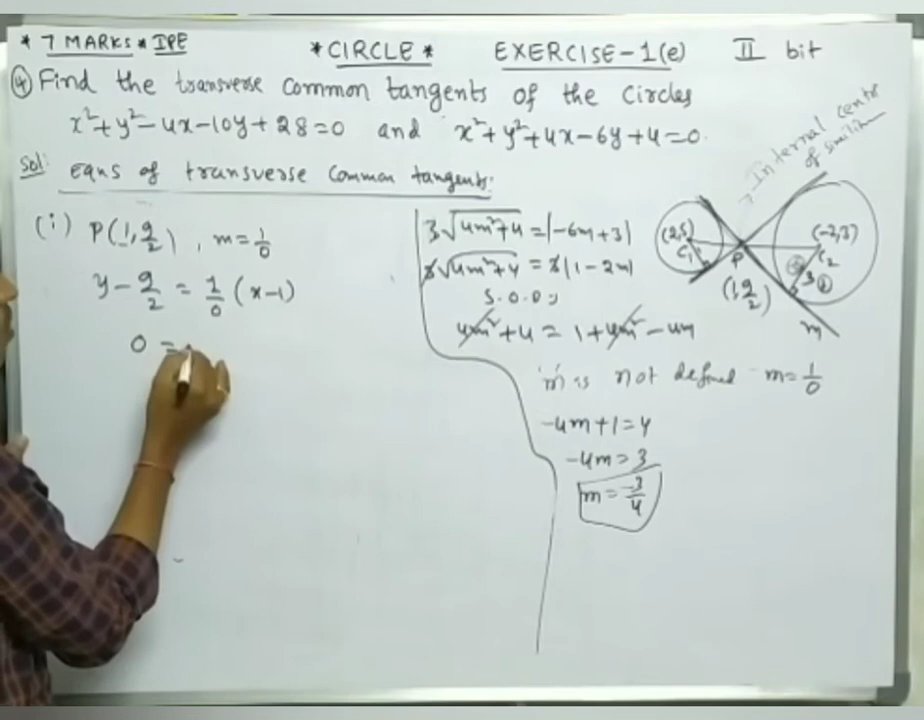 * 7 MARKS * IPE
* CIRCLE * EXERCISE-1(e) II bit
④ Find the transverse common tangents of the circles
x²+y²-4x-10y+28=0 and x²+y²+4x-6y+4=0.
Sol: Eqns of transverse common tangents:
(i) P(1, 9/2), m=1/0
y - 9/2 = 1/0 (x-1)
0 =
3√4m²+4 = |-6m+3|
3√4m²+4 = 3|1-2m|
S.O.B.S
4m²+4 = 1+4m²-4m
'm' is not defined m=1/0
-4m+1=4
-4m=3
m = -3/4
Internal centre
of
(2,5)
C₁
P
(1, 9/2)
(-2,3)
C₂
3
m